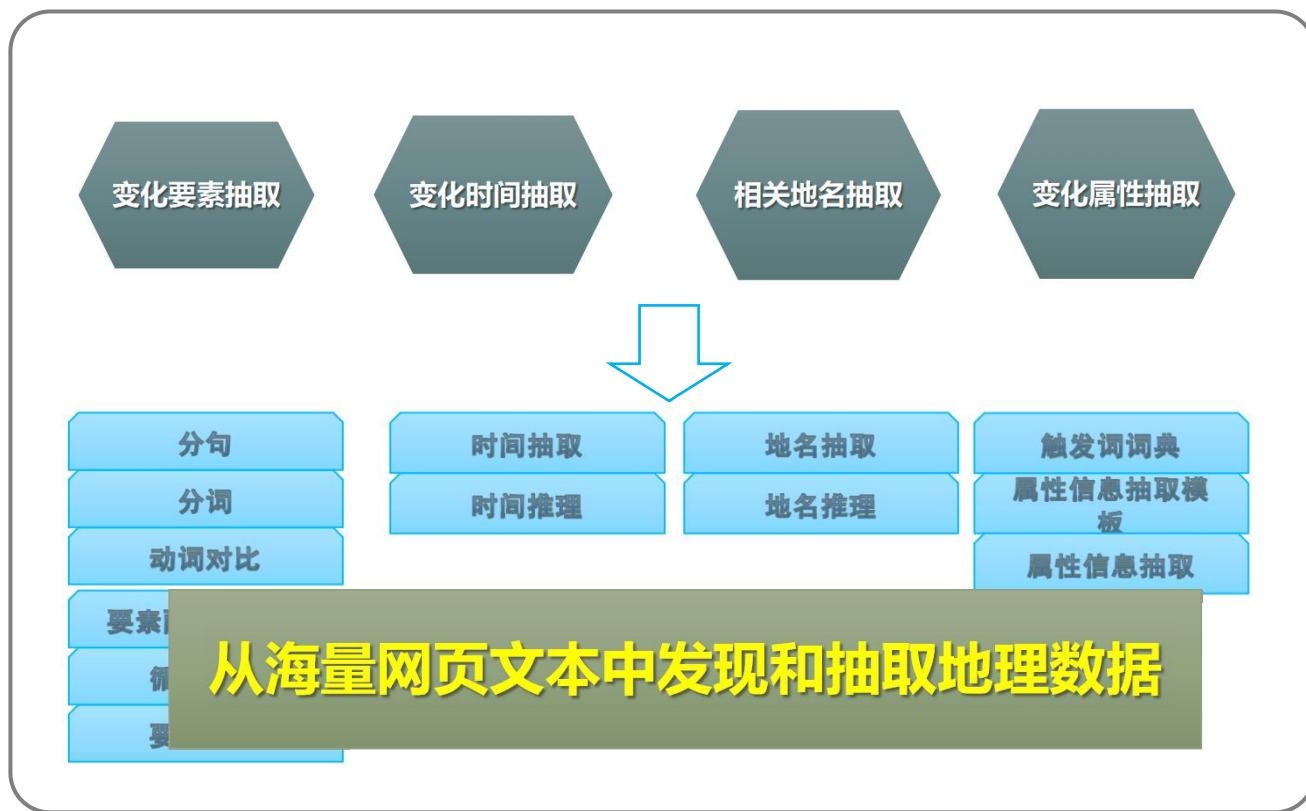 变化要素抽取
变化时间抽取
相关地名抽取
变化属性抽取
分句
分词
动词对比
要素
时间抽取
时间推理
地名抽取
地名推理
触发词词典
属性信息抽取模
板
属性信息抽取
从海量网页文本中发现和抽取地理数据